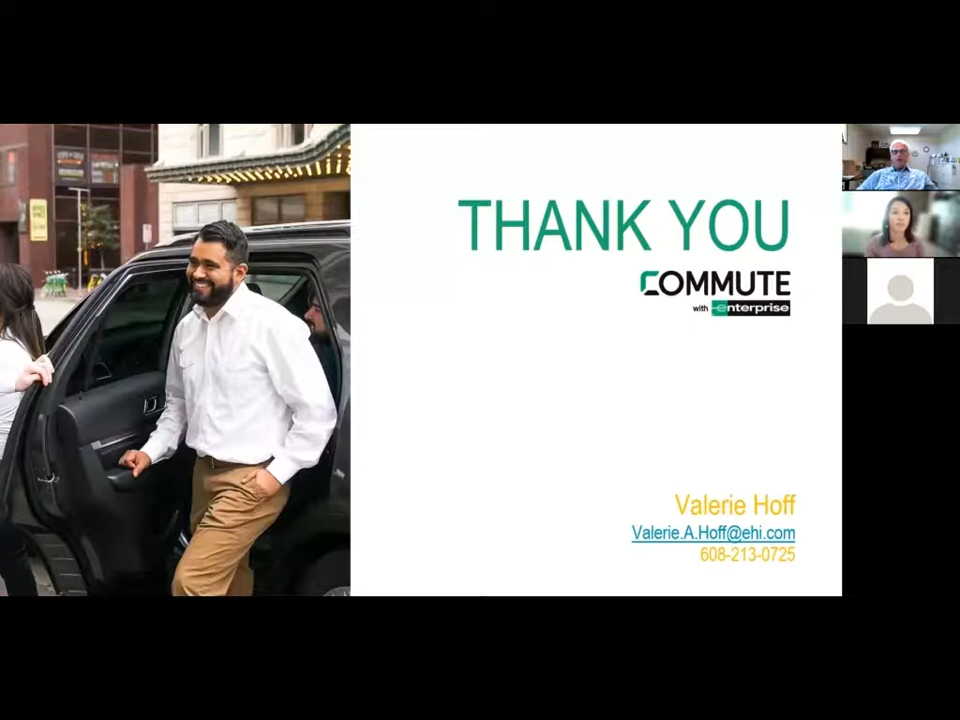 THANK YOU
COMMUTE
with enterprise
Valerie Hoff
Valerie.A.Hoff@ehi.com
608-213-0725